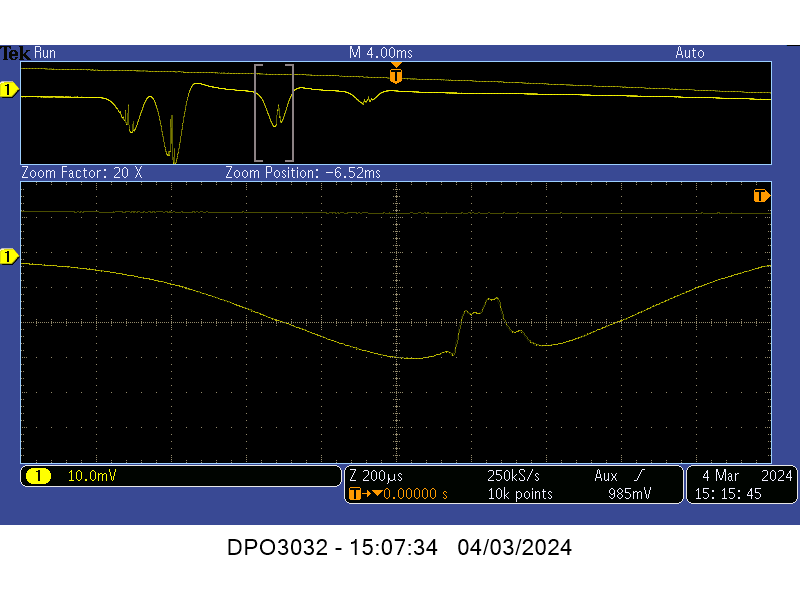 Tek Run M 4.00ms Auto
T
1
Zoom Factor: 20 X Zoom Position: -6.52ms
T
1
1 10.0mV Z 200µs 250kS/s Aux 4 Mar 2024
T→▼0.00000 s 10k points 985mV 15:15:45
DPO3032 - 15:07:34 04/03/2024